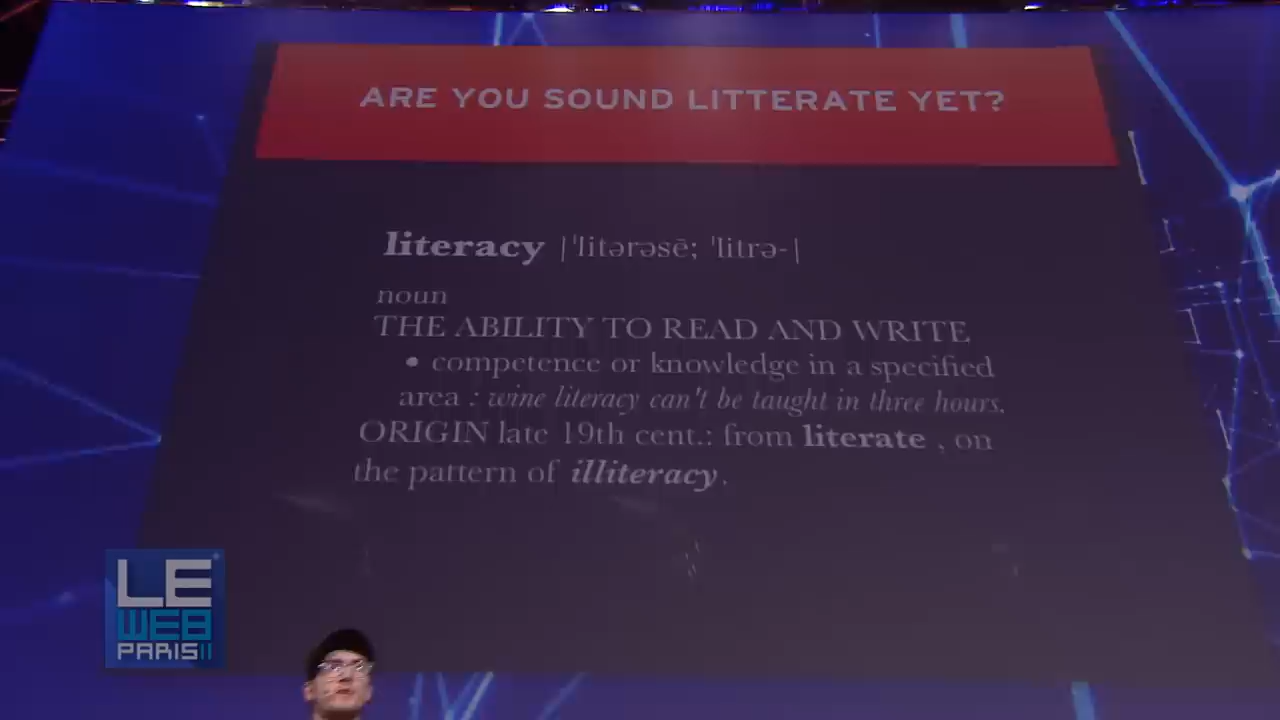 ARE YOU SOUND LITTERATE YET?
literacy |ˈlitərəsē; ˈlitrə-|
noun
THE ABILITY TO READ AND WRITE
• competence or knowledge in a specified
area : wine literacy can't be taught in three hours.
ORIGIN late 19th cent.: from literate , on
the pattern of illiteracy.
LE
WEB
PARIS11